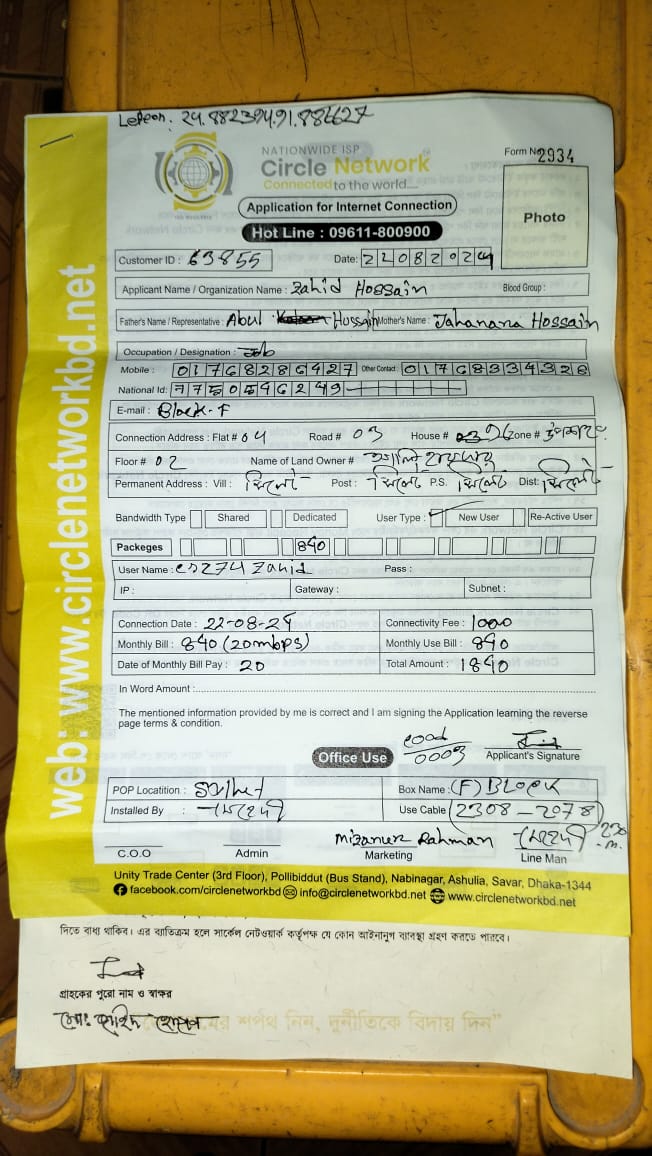 24.882394,91.886627
NATIONWIDE ISP
Circle Network
Connected to the world....
Form No 2934
Application for Internet Connection
Photo
Hot Line : 09611-800900
Customer ID : 63855 Date: 22082024
Applicant Name / Organization Name : Zahid Hossain Blood Group :
Father's Name / Representative : Abul Hussain Mother's Name : Jahanara Hossain
Occupation / Designation : Job
Mobile : 01768286427 Other Contact : 01768334328
National Id: 7750546249
E-mail : Block-F
Connection Address : Flat # 04 Road # 03 House # Zone #
Floor # 02 Name of Land Owner #
Permanent Address : Vill : সিলেট Post : সিলেট P.S. সিলেট Dist: সিলেট
Bandwidth Type Shared Dedicated User Type : New User Re-Active User
Packeges 840
User Name : Zahid Pass :
IP : Gateway : Subnet :
Connection Date : 22-08-24 Connectivity Fee : 1000
Monthly Bill : 840 (20mbps) Monthly Use Bill : 840
Date of Monthly Bill Pay : 20 Total Amount : 1840
In Word Amount :
The mentioned information provided by me is correct and I am signing the Application learning the reverse
page terms & condition.
Office Use 0003 Applicant's Signature
POP Locatition : Sylhet Box Name : (F) BLOCK
Installed By : Use Cable (2308-2078)
Mizanur Rahman
C.O.O Admin Marketing Line Man
Unity Trade Center (3rd Floor), Pollibiddut (Bus Stand), Nabinagar, Ashulia, Savar, Dhaka-1344
facebook.com/circlenetworkbd info@circlenetworkbd.net www.circlenetworkbd.net
web: www.circlenetworkbd.net
দিতে বাধ্য থাকিব। এর ব্যতিক্রম হলে সার্কেল নেটওয়ার্ক কর্তৃপক্ষ যে কোন আইনানুগ ব্যবস্থা গ্রহণ করতে পারবে।
গ্রাহকের পুরো নাম ও স্বাক্ষর
মোঃ জাহিদ হোসেন
শপথ নিন, দুর্নীতিকে বিদায় দিন"